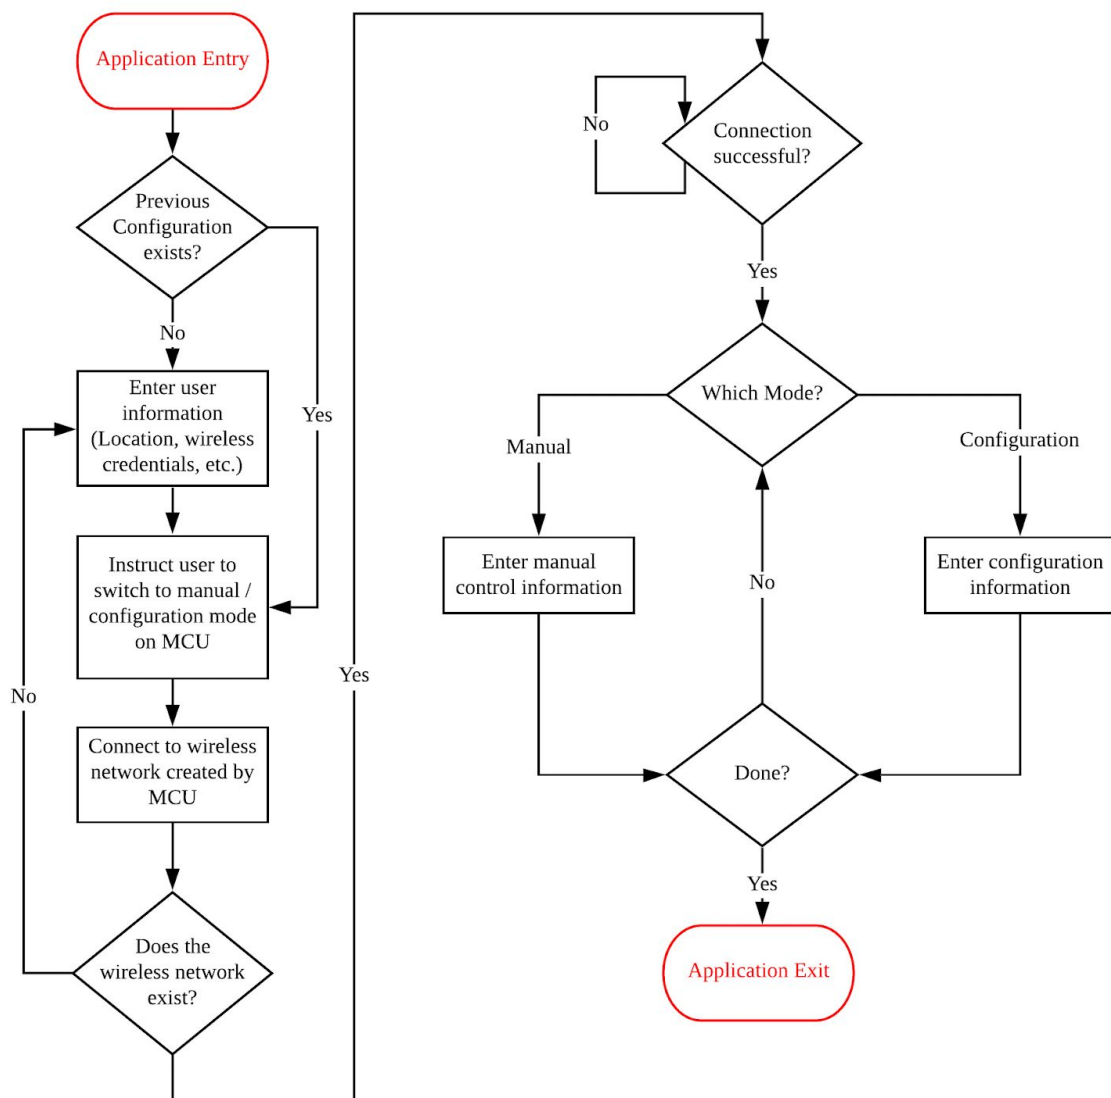 Application Entry
Previous
Configuration
exists?
No
Yes
Enter user
information
(Location, wireless
credentials, etc.)
Instruct user to
switch to manual /
configuration mode
on MCU
No
Connect to wireless
network created by
MCU
Does the
wireless network
exist?
Yes
Connection
successful?
No
Yes
Which Mode?
Manual
Configuration
Enter manual
control information
Enter configuration
information
No
Done?
Yes
Application Exit